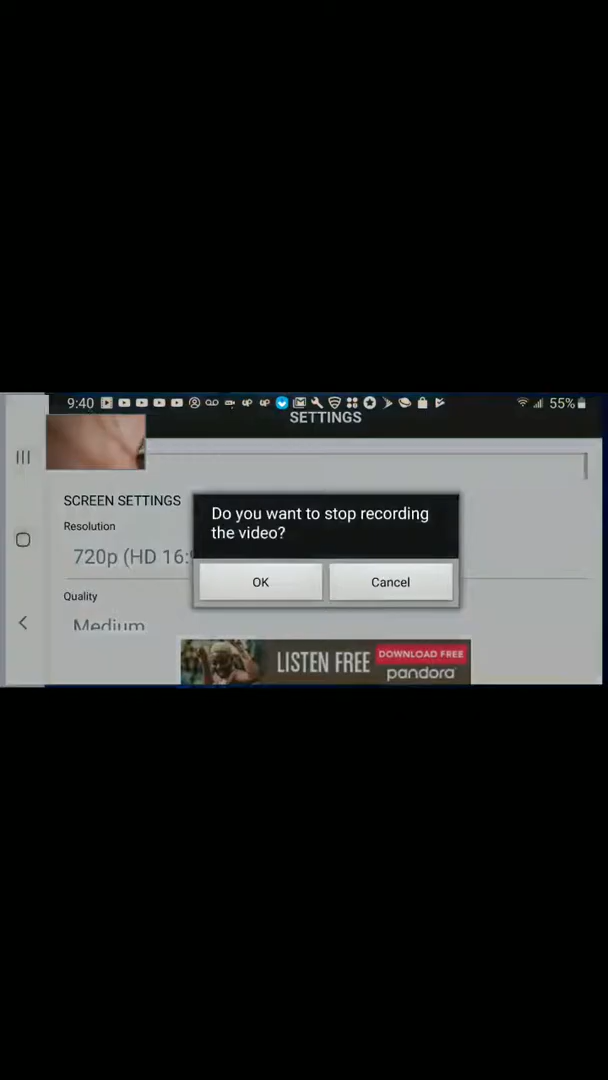 9:40
55%
SETTINGS
SCREEN SETTINGS
Resolution
720p (HD 16:
Quality
Medium
Do you want to stop recording
the video?
OK
Cancel
LISTEN FREE
DOWNLOAD FREE
pandora